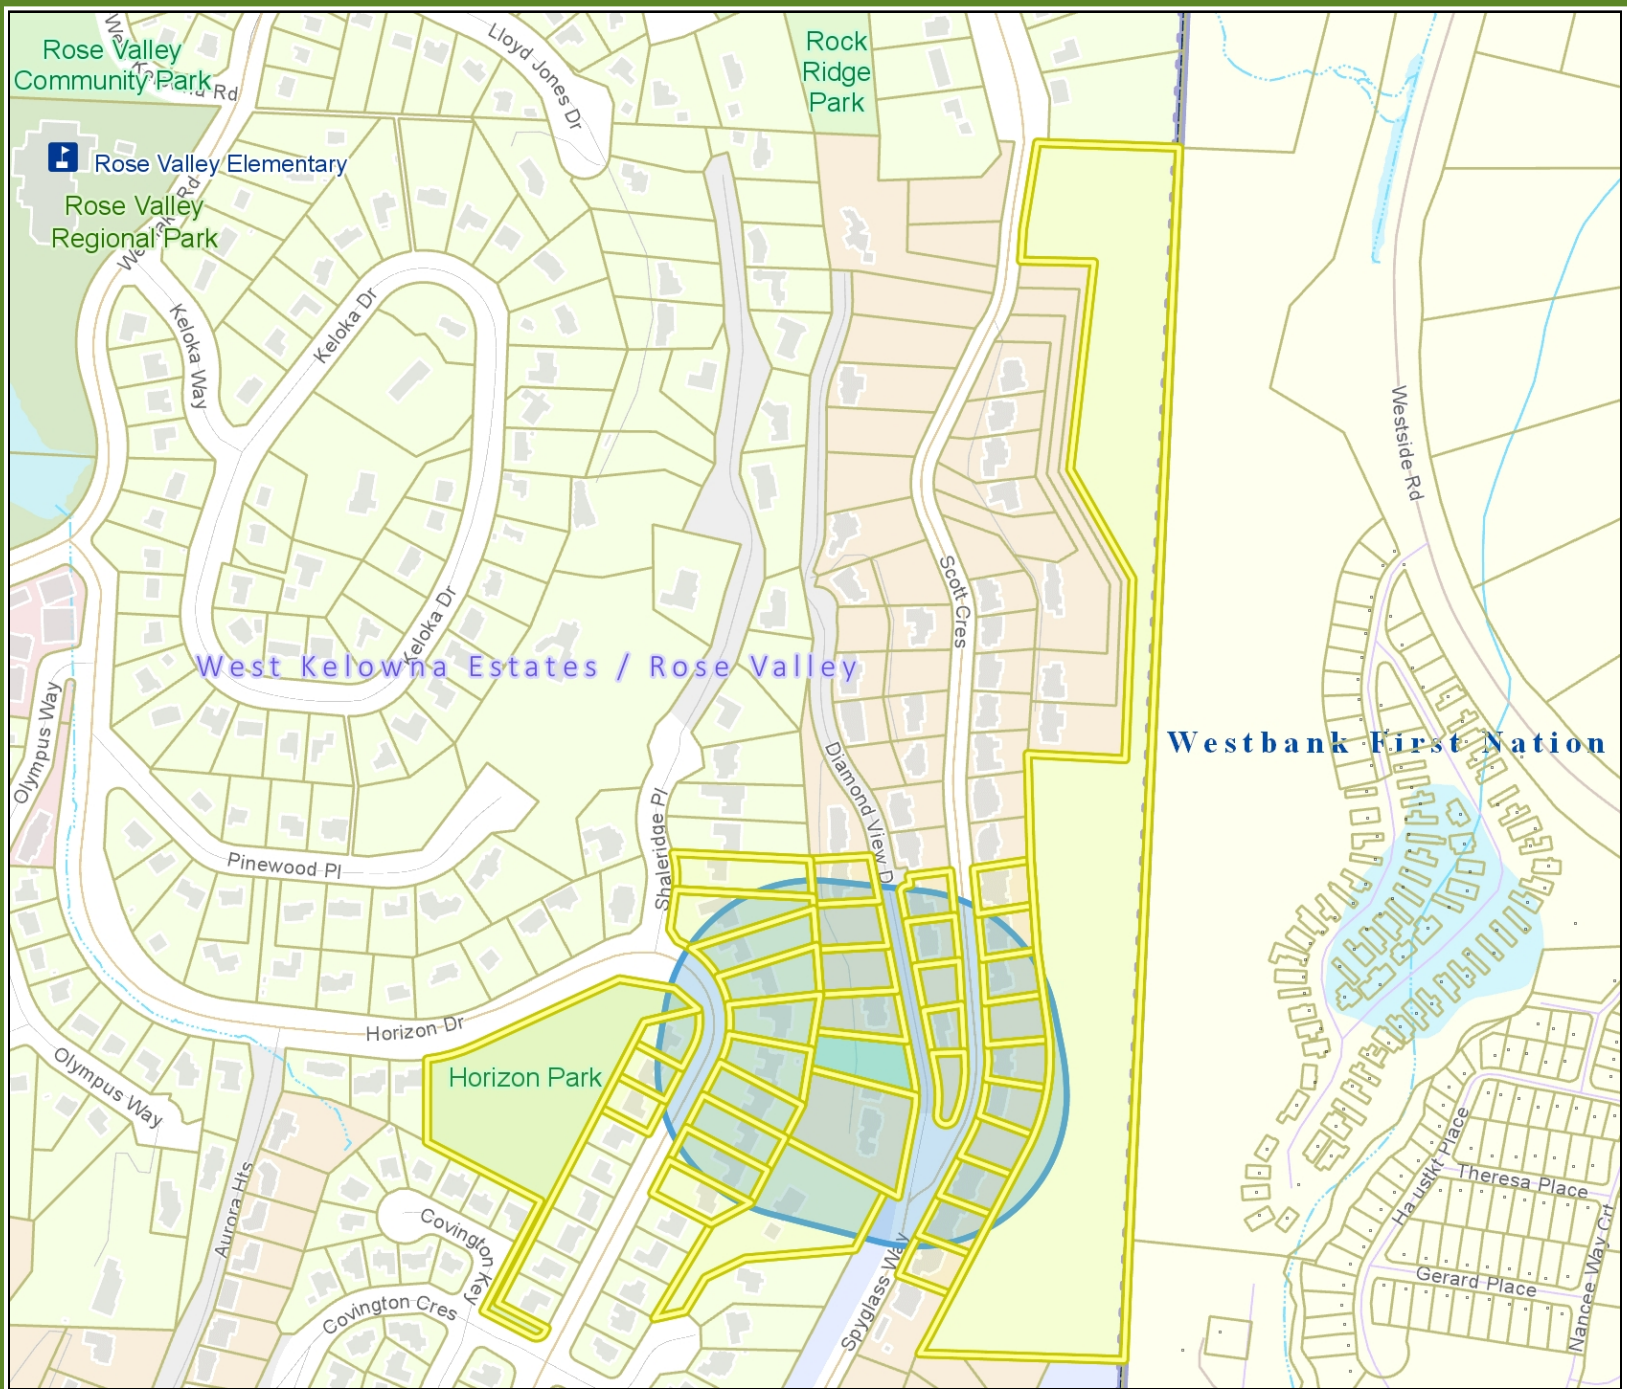 Rose Valley
Community Park
Rd
Lloyd Jones Dr
Rock
Ridge
Park
Rose Valley Elementary
Rose Valley
Regional Park
Rd
Keloka Dr
Keloka Way
Westside Rd
Scott Cres
Keloka Dr
West Kelowna Estates / Rose Valley
Olympus Way
Westbank First Nation
Diamond View D
Shaleridge Pl
Pinewood Pl
Horizon Dr
Horizon Park
Olympus Way
Aurora Hts
Covington Key
Covington Cres
Spyglass Way
Ha ustkt Place
Theresa Place
Gerard Place
Nancee Way Crt